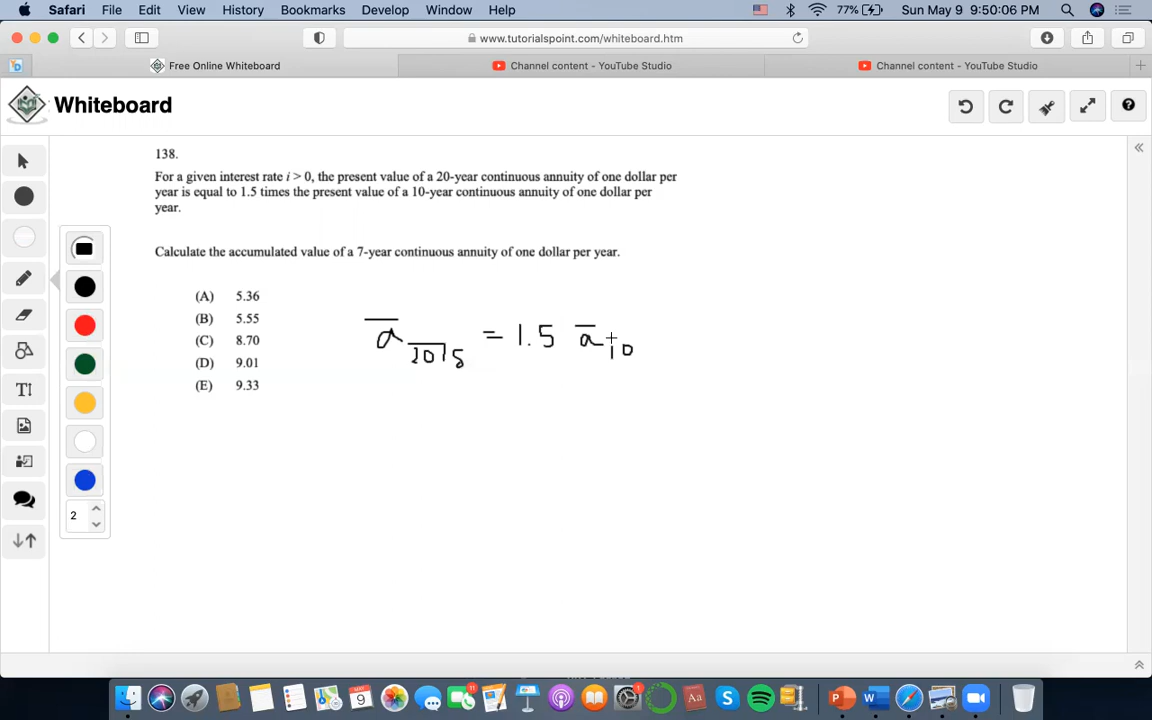 Safari File Edit View History Bookmarks Develop Window Help 77% Sun May 9 9:50:06 PM
www.tutorialspoint.com/whiteboard.htm
Free Online Whiteboard Channel content - YouTube Studio Channel content - YouTube Studio
Whiteboard
138.
For a given interest rate i > 0, the present value of a 20-year continuous annuity of one dollar per
year is equal to 1.5 times the present value of a 10-year continuous annuity of one dollar per
year.
Calculate the accumulated value of a 7-year continuous annuity of one dollar per year.
(A) 5.36
(B) 5.55
(C) 8.70
(D) 9.01
(E) 9.33
a 20 δ = 1.5 a 10
T
2
11
1
Aa